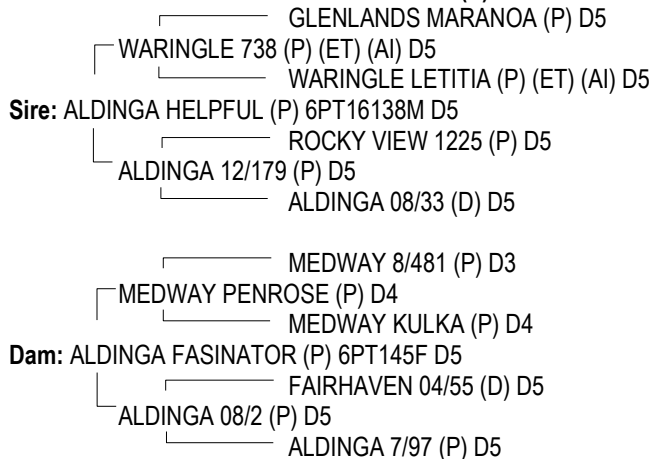 GLENLANDS MARANOA (P) D5
WARINGLE 738 (P) (ET) (AI) D5
WARINGLE LETITIA (P) (ET) (AI) D5
Sire: ALDINGA HELPFUL (P) 6PT16138M D5
ROCKY VIEW 1225 (P) D5
ALDINGA 12/179 (P) D5
ALDINGA 08/33 (D) D5
MEDWAY 8/481 (P) D3
MEDWAY PENROSE (P) D4
MEDWAY KULKA (P) D4
Dam: ALDINGA FASINATOR (P) 6PT145F D5
FAIRHAVEN 04/55 (D) D5
ALDINGA 08/2 (P) D5
ALDINGA 7/97 (P) D5